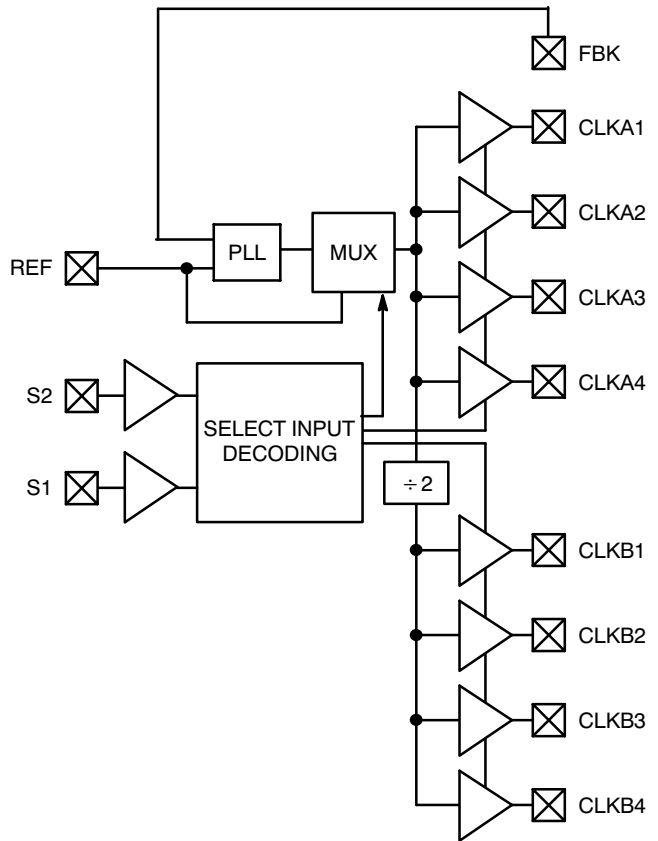 FBK
CLKA1
CLKA2
PLL
MUX
REF
CLKA3
CLKA4
S2
SELECT INPUT
DECODING
S1
÷2
CLKB1
CLKB2
CLKB3
CLKB4